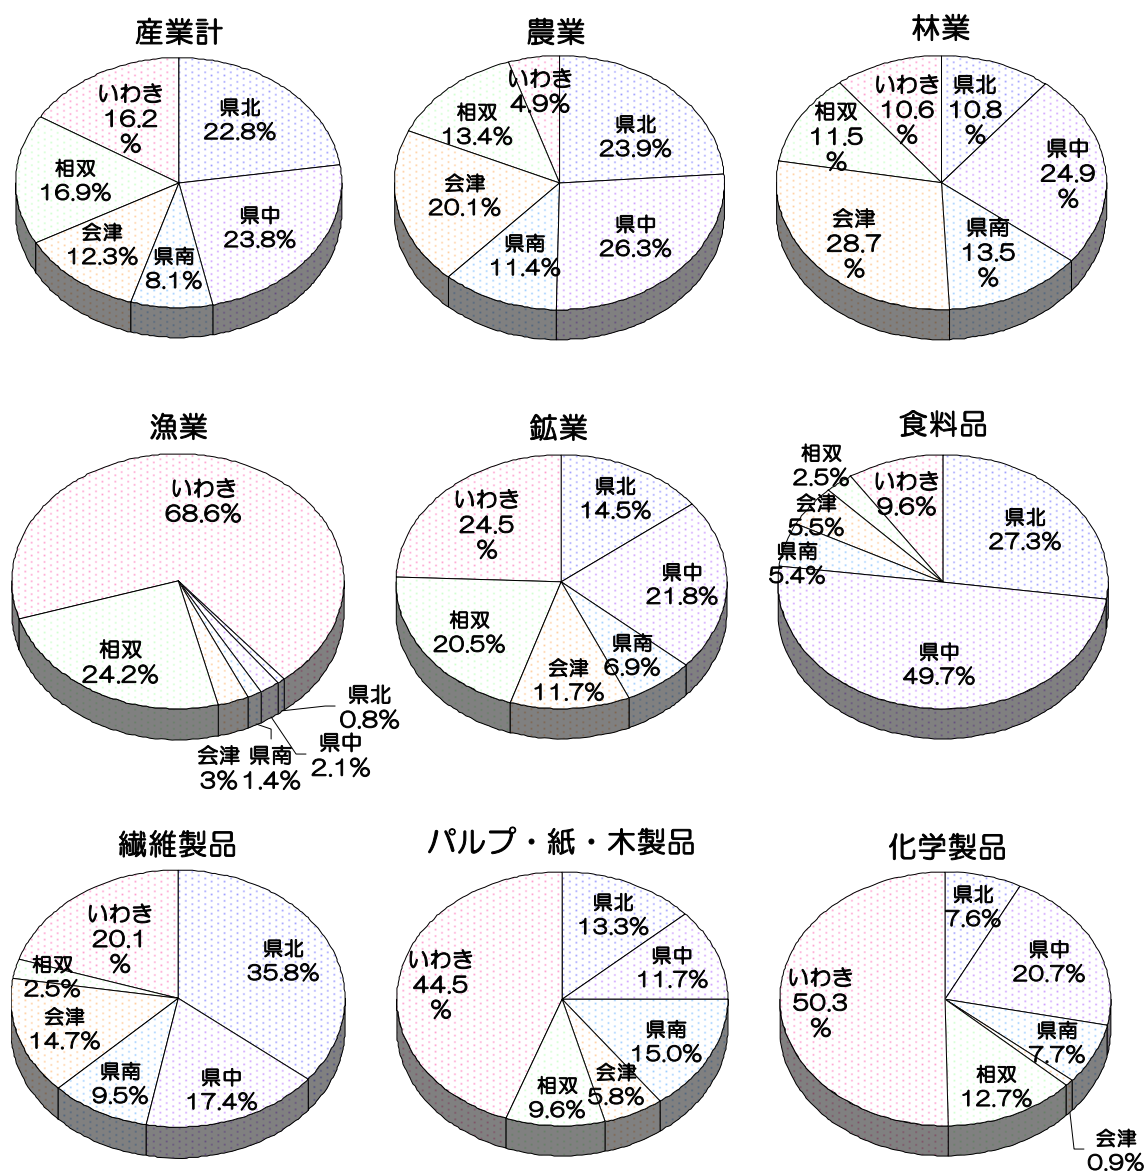 産業計
県北
22.8%
県中
23.8%
県南
8.1%
会津
12.3%
相双
16.9%
いわき
16.2
%
農業
県北
23.9%
県中
26.3%
県南
11.4%
会津
20.1%
相双
13.4%
いわき
4.9%
林業
県北
10.8
%
県中
24.9
%
県南
13.5
%
会津
28.7
%
相双
11.5
%
いわき
10.6
%
漁業
いわき
68.6%
相双
24.2%
県北
0.8%
県中
2.1%
県南
1.4%
会津
3%
鉱業
県北
14.5%
県中
21.8%
県南
6.9%
会津
11.7%
相双
20.5%
いわき
24.5
%
食料品
県北
27.3%
県中
49.7%
県南
5.4%
会津
5.5%
相双
2.5%
いわき
9.6%
繊維製品
県北
35.8%
県中
17.4%
県南
9.5%
会津
14.7%
相双
2.5%
いわき
20.1
%
パルプ・紙・木製品
県北
13.3%
県中
11.7%
県南
15.0%
会津
5.8%
相双
9.6%
いわき
44.5
%
化学製品
県北
7.6%
県中
20.7%
県南
7.7%
会津
0.9%
相双
12.7%
いわき
50.3
%